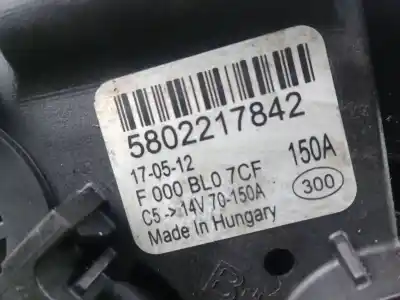 5802217842
17-05-12
150A
F 000 BL0 7CF
300
C5 -> 14V 70-150A
Made In Hungary